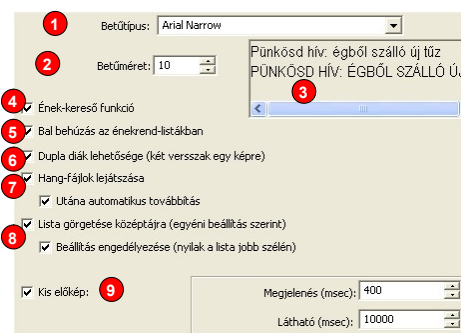 1 Betűtípus: Arial Narrow
2 Betűméret: 10
Pünkösd hív: égből szálló új tűz
PÜNKÖSD HÍV: ÉGBŐL SZÁLLÓ Ú
3
4 Ének-kereső funkció
5 Bal behúzás az énekrend-listákban
6 Dupla diák lehetősége (két versszak egy képre)
7 Hang-fájlok lejátszása
Utána automatikus továbbítás
8 Lista görgetése középtájra (egyéni beállítás szerint)
Beállítás engedélyezése (nyilak a lista jobb szélén)
Kis előkép: 9
Megjelenés (msec): 400
Látható (msec): 10000